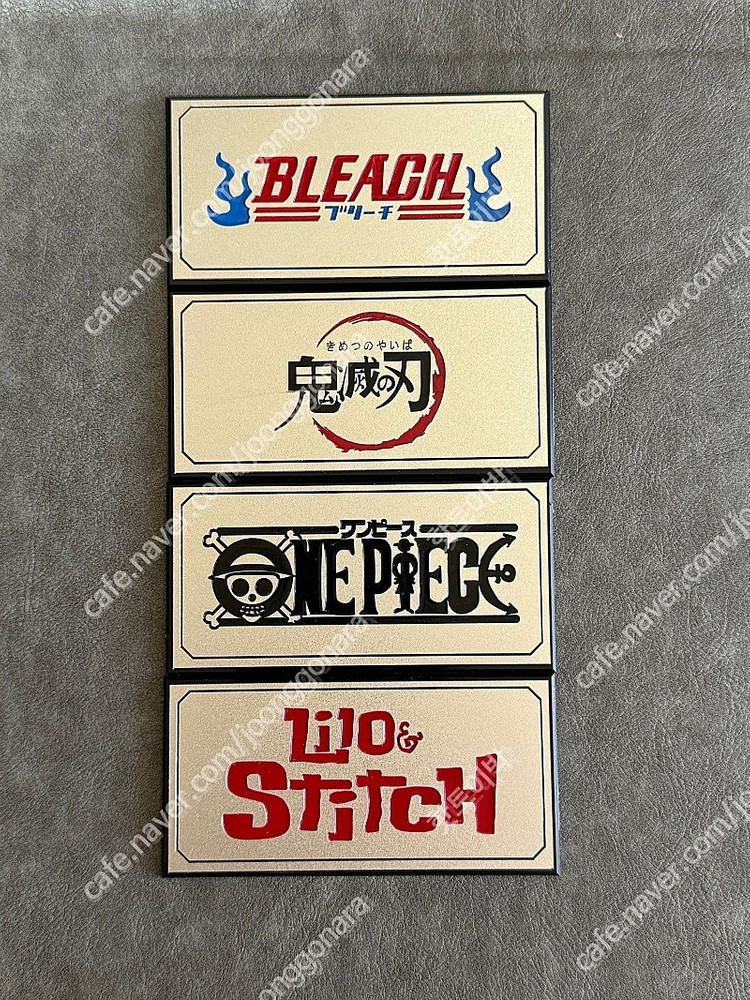 BLEACH
ブリーチ
きめつのやいば
鬼滅の刃
ワンピース
ONE PIECE
Lilo &
Stitch
cafe.naver.com/joonggonara